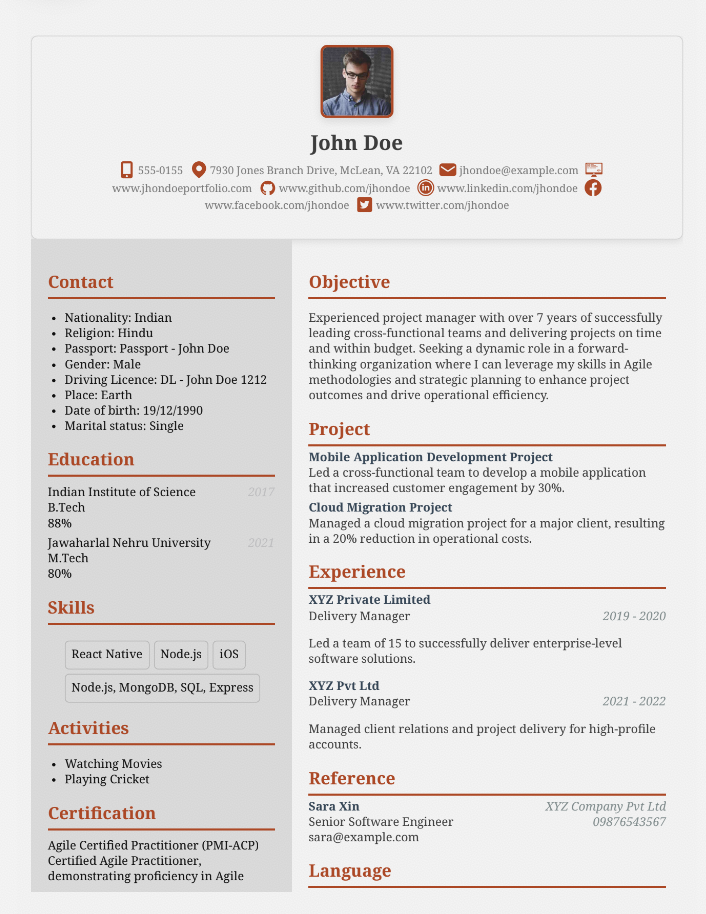 John Doe
555-0155 7930 Jones Branch Drive, McLean, VA 22102 jhondoe@example.com
www.jhondoeportfolio.com www.github.com/jhondoe www.linkedin.com/jhondoe
www.facebook.com/jhondoe www.twitter.com/jhondoe
Contact
• Nationality: Indian
• Religion: Hindu
• Passport: Passport - John Doe
• Gender: Male
• Driving Licence: DL - John Doe 1212
• Place: Earth
• Date of birth: 19/12/1990
• Marital status: Single
Education
Indian Institute of Science 2017
B.Tech
88%
Jawaharlal Nehru University 2021
M.Tech
80%
Skills
React Native Node.js iOS
Node.js, MongoDB, SQL, Express
Activities
• Watching Movies
• Playing Cricket
Certification
Agile Certified Practitioner (PMI-ACP)
Certified Agile Practitioner,
demonstrating proficiency in Agile
Objective
Experienced project manager with over 7 years of successfully
leading cross-functional teams and delivering projects on time
and within budget. Seeking a dynamic role in a forward-
thinking organization where I can leverage my skills in Agile
methodologies and strategic planning to enhance project
outcomes and drive operational efficiency.
Project
Mobile Application Development Project
Led a cross-functional team to develop a mobile application
that increased customer engagement by 30%.
Cloud Migration Project
Managed a cloud migration project for a major client, resulting
in a 20% reduction in operational costs.
Experience
XYZ Private Limited
Delivery Manager 2019 - 2020
Led a team of 15 to successfully deliver enterprise-level
software solutions.
XYZ Pvt Ltd
Delivery Manager 2021 - 2022
Managed client relations and project delivery for high-profile
accounts.
Reference
Sara Xin XYZ Company Pvt Ltd
Senior Software Engineer 09876543567
sara@example.com
Language